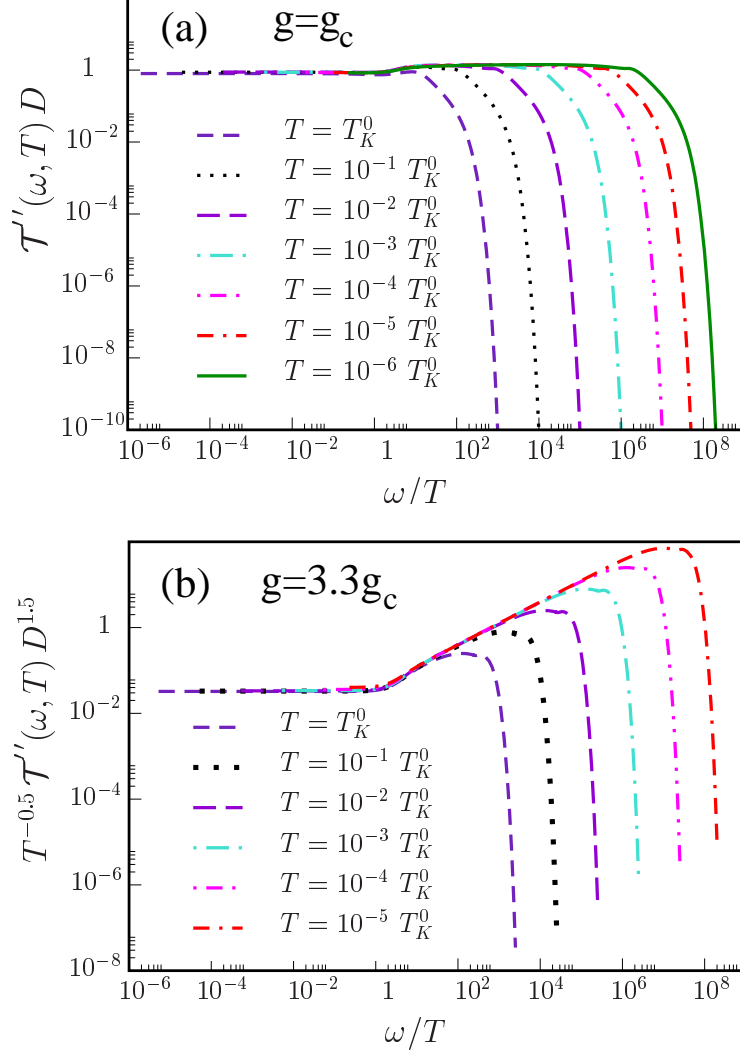 (a) g=g_c
𝒯''(ω, T) D
1
10^{-2}
10^{-4}
10^{-6}
10^{-8}
10^{-10}
T = T_K^0
T = 10^{-1} T_K^0
T = 10^{-2} T_K^0
T = 10^{-3} T_K^0
T = 10^{-4} T_K^0
T = 10^{-5} T_K^0
T = 10^{-6} T_K^0
10^{-6} 10^{-4} 10^{-2} 1 10^2 10^4 10^6 10^8
ω/T
(b) g=3.3g_c
T^{-0.5} 𝒯''(ω, T) D^{1.5}
1
10^{-2}
10^{-4}
10^{-6}
10^{-8}
T = T_K^0
T = 10^{-1} T_K^0
T = 10^{-2} T_K^0
T = 10^{-3} T_K^0
T = 10^{-4} T_K^0
T = 10^{-5} T_K^0
10^{-6} 10^{-4} 10^{-2} 1 10^2 10^4 10^6 10^8
ω/T